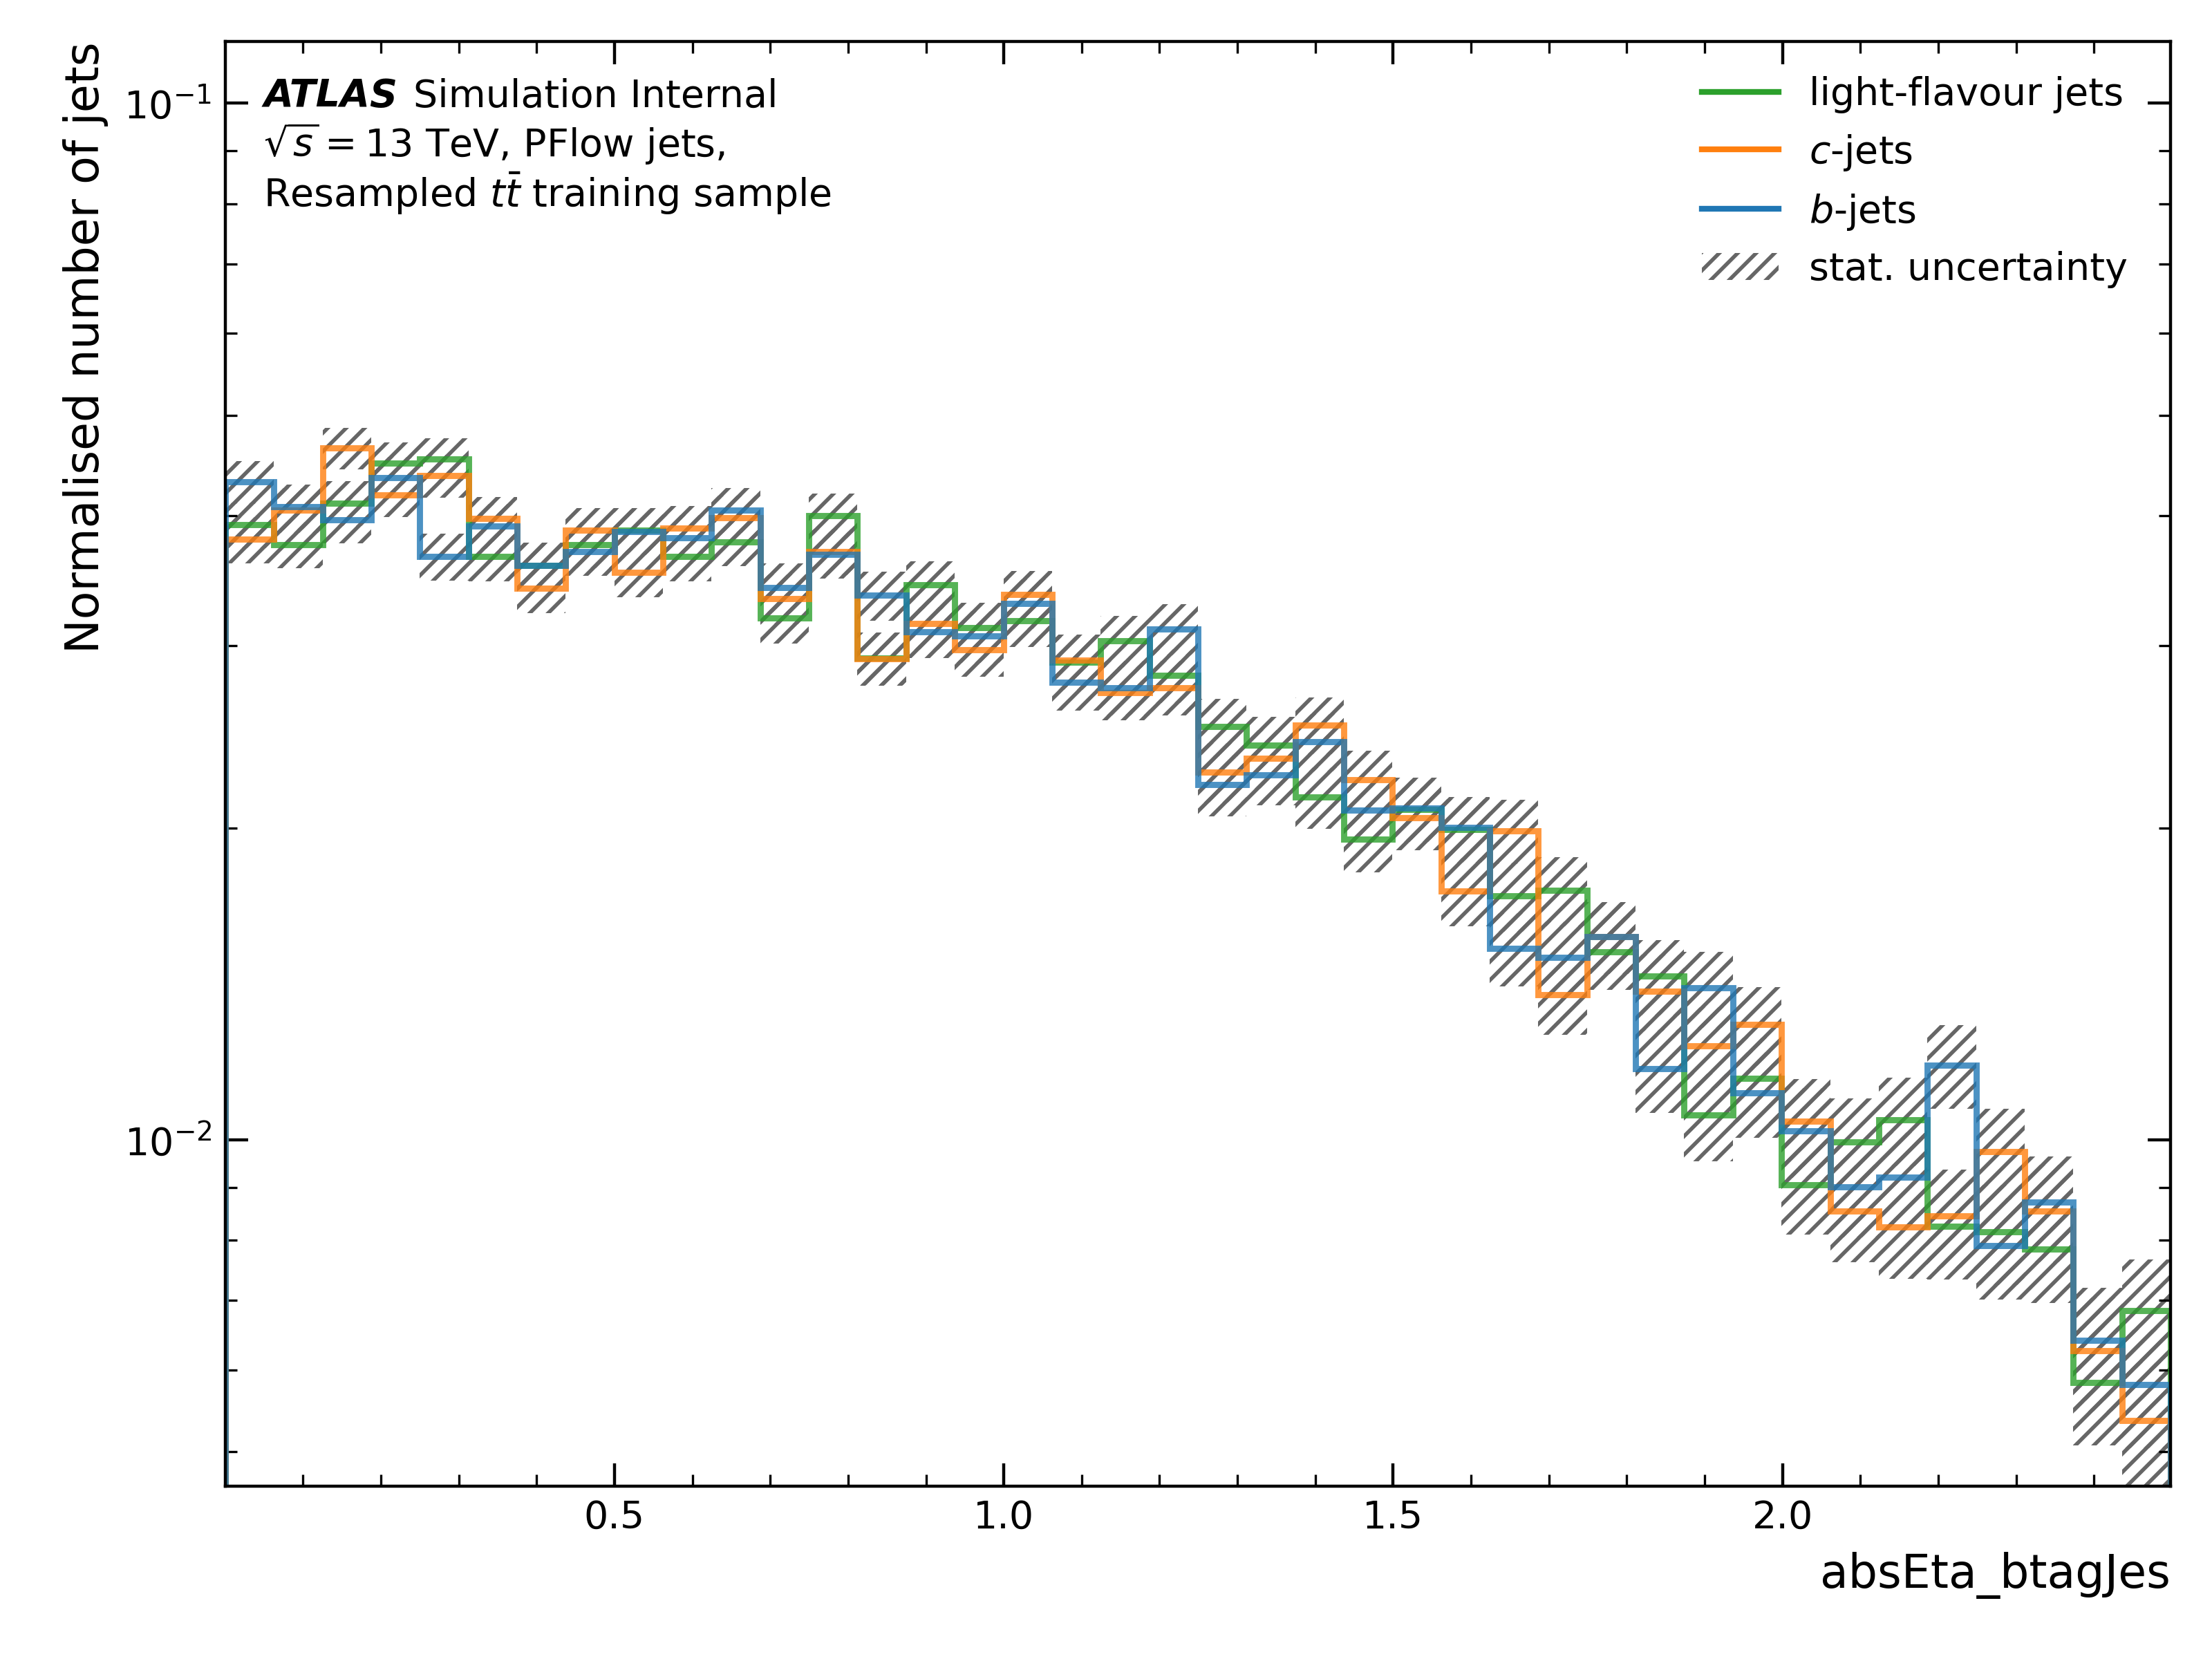 Normalised number of jets
10⁻¹
10⁻²
ATLAS Simulation Internal
√s = 13 TeV, PFlow jets,
Resampled tt̄ training sample
light-flavour jets
c-jets
b-jets
stat. uncertainty
0.5 1.0 1.5 2.0
absEta_btagJes